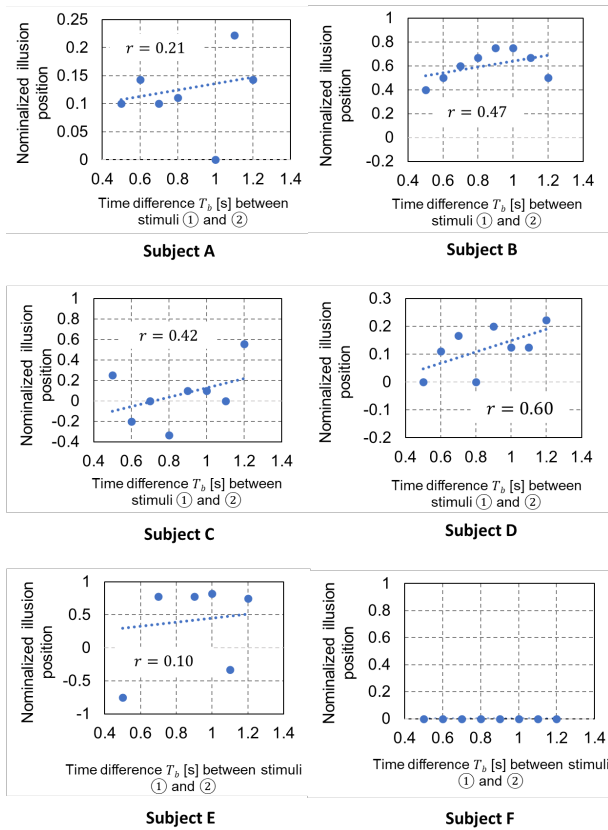 0.25
0.2
0.15
0.1
0.05
0
0.4 0.6 0.8 1 1.2 1.4
r = 0.21
Nominalized illusion
position
Time difference T_b [s] between
stimuli ① and ②
Subject A
1
0.8
0.6
0.4
0.2
0
-0.2
0.4 0.6 0.8 1 1.2 1.4
r = 0.47
Nominalized illusion
position
Time difference T_b [s] between
stimuli ① and ②
Subject B
1
0.8
0.6
0.4
0.2
0
-0.2
-0.4
0.4 0.6 0.8 1 1.2 1.4
r = 0.42
Nominalized illusion
position
Time difference T_b [s] between
stimuli ① and ②
Subject C
0.3
0.2
0.1
0
-0.1
-0.2
0.4 0.6 0.8 1 1.2 1.4
r = 0.60
Nominalized illusion
position
Time difference T_b [s] between
stimuli ① and ②
Subject D
1
0.5
0
-0.5
-1
0.4 0.6 0.8 1 1.2 1.4
r = 0.10
Nominalized illusion
position
Time difference T_b [s] between stimuli
① and ②
Subject E
1
0.8
0.6
0.4
0.2
0
0.4 0.6 0.8 1 1.2 1.4
Nominalized illusion
position
Time difference T_b [s] between stimuli
① and ②
Subject F